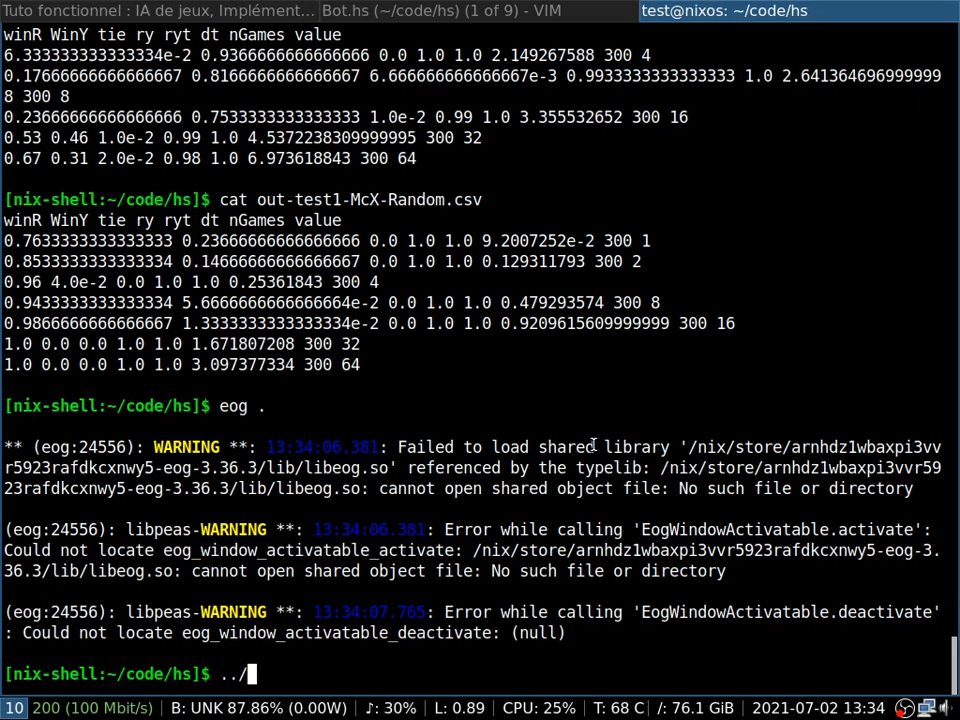 Tuto fonctionnel : IA de jeux, Implément... Bot.hs (~/code/hs) (1 of 9) - VIM test@nixos: ~/code/hs
winR WinY tie ry ryt dt nGames value
6.333333333333334e-2 0.9366666666666666 0.0 1.0 1.0 2.149267588 300 4
0.17666666666666667 0.8166666666666667 6.666666666666667e-3 0.9933333333333333 1.0 2.641364696999999
8 300 8
0.23666666666666666 0.7533333333333333 1.0e-2 0.99 1.0 3.355532652 300 16
0.53 0.46 1.0e-2 0.99 1.0 4.5372238309999995 300 32
0.67 0.31 2.0e-2 0.98 1.0 6.973618843 300 64
[nix-shell:~/code/hs]$ cat out-test1-McX-Random.csv
winR WinY tie ry ryt dt nGames value
0.7633333333333333 0.23666666666666666 0.0 1.0 1.0 9.2007252e-2 300 1
0.8533333333333334 0.14666666666666667 0.0 1.0 1.0 0.129311793 300 2
0.96 4.0e-2 0.0 1.0 1.0 0.25361843 300 4
0.9433333333333334 5.6666666666666664e-2 0.0 1.0 1.0 0.479293574 300 8
0.9866666666666667 1.3333333333333334e-2 0.0 1.0 1.0 0.9209615609999999 300 16
1.0 0.0 0.0 1.0 1.0 1.671807208 300 32
1.0 0.0 0.0 1.0 1.0 3.097377334 300 64
[nix-shell:~/code/hs]$ eog .
** (eog:24556): WARNING **: 13:34:06.381: Failed to load shared library '/nix/store/arnhdz1wbaxpi3vv
r5923rafdkcxnwy5-eog-3.36.3/lib/libeog.so' referenced by the typelib: /nix/store/arnhdz1wbaxpi3vvr59
23rafdkcxnwy5-eog-3.36.3/lib/libeog.so: cannot open shared object file: No such file or directory
(eog:24556): libpeas-WARNING **: 13:34:06.381: Error while calling 'EogWindowActivatable.activate':
Could not locate eog_window_activatable_activate: /nix/store/arnhdz1wbaxpi3vvr5923rafdkcxnwy5-eog-3.
36.3/lib/libeog.so: cannot open shared object file: No such file or directory
(eog:24556): libpeas-WARNING **: 13:34:07.765: Error while calling 'EogWindowActivatable.deactivate'
: Could not locate eog_window_activatable_deactivate: (null)
[nix-shell:~/code/hs]$ ../
10 200 (100 Mbit/s) B: UNK 87.86% (0.00W) ♪: 30% L: 0.89 CPU: 25% T: 68 C /: 76.1 GiB 2021-07-02 13:34